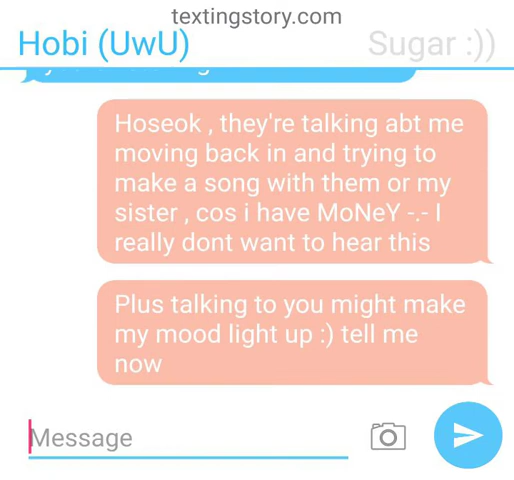 textingstory.com
Hobi (UwU)
Sugar :))
Hoseok , they're talking abt me
moving back in and trying to
make a song with them or my
sister , cos i have MoNeY -.- I
really dont want to hear this
Plus talking to you might make
my mood light up :) tell me
now
Message